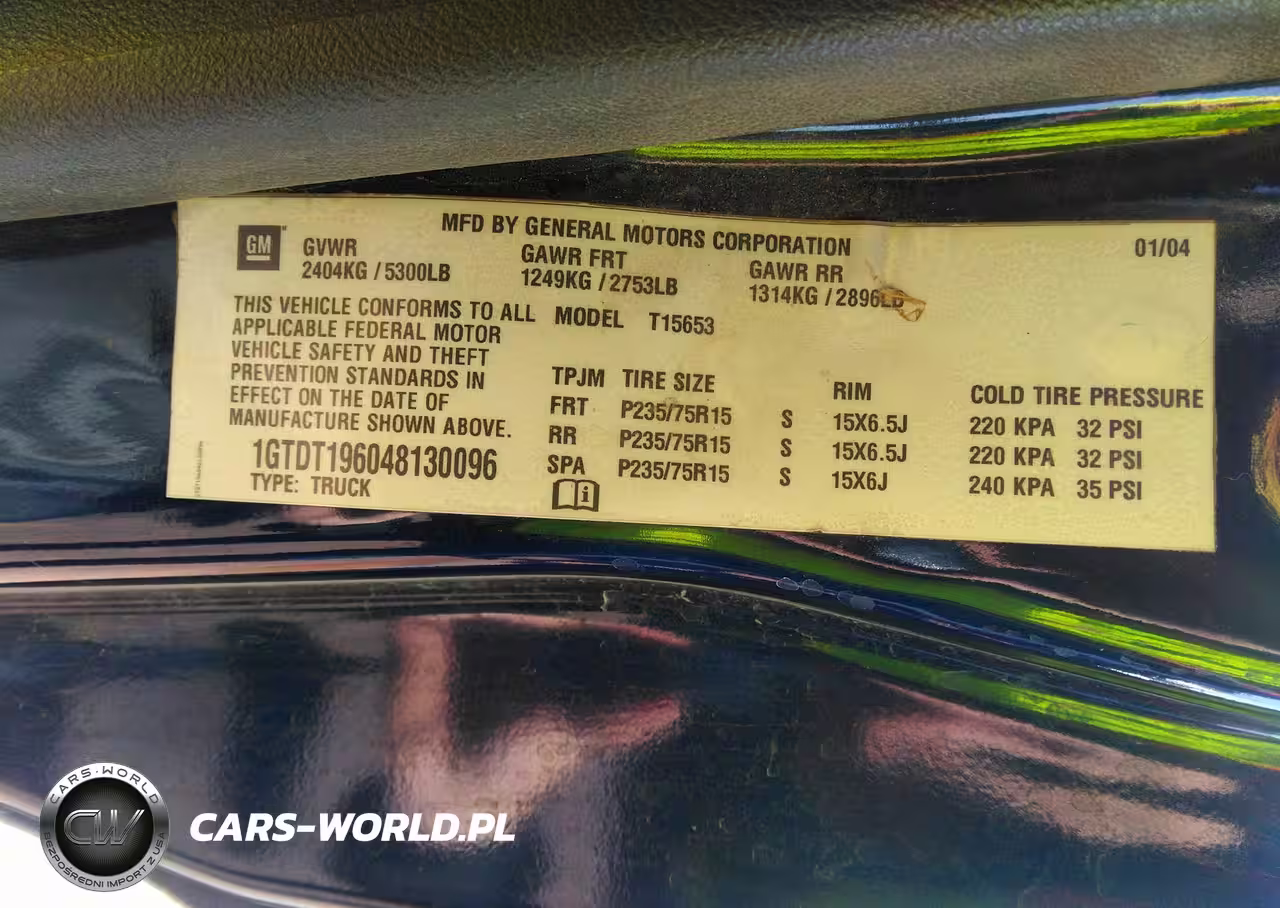 MFD BY GENERAL MOTORS CORPORATION 01/04
GM
GVWR GAWR FRT GAWR RR
2404KG / 5300LB 1249KG / 2753LB 1314KG / 2896LB
THIS VEHICLE CONFORMS TO ALL
APPLICABLE FEDERAL MOTOR
VEHICLE SAFETY AND THEFT
PREVENTION STANDARDS IN
EFFECT ON THE DATE OF
MANUFACTURE SHOWN ABOVE.
1GTDT196048130096
TYPE: TRUCK
MODEL T15653
TPJM TIRE SIZE RIM COLD TIRE PRESSURE
FRT P235/75R15 S 15X6.5J 220 KPA 32 PSI
RR P235/75R15 S 15X6.5J 220 KPA 32 PSI
SPA P235/75R15 S 15X6J 240 KPA 35 PSI
CARS-WORLD
CW
BEZPOŚREDNI IMPORT Z USA
CARS-WORLD.PL